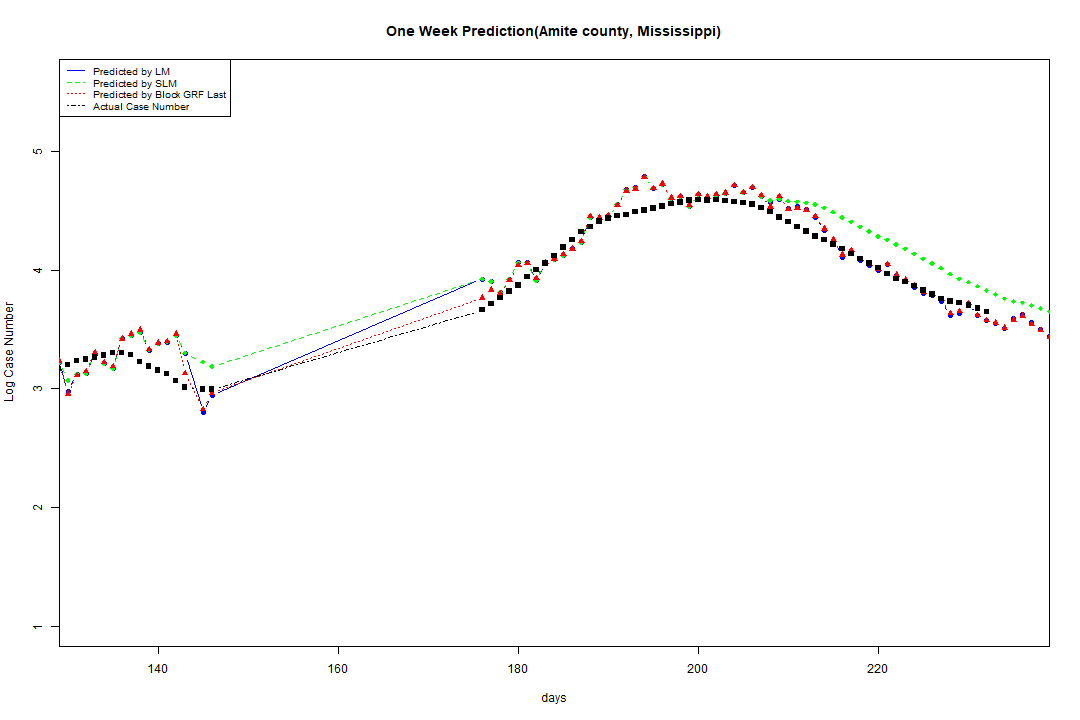 One Week Prediction(Amite county, Mississippi)
Predicted by LM
Predicted by SLM
Predicted by Block GRF Last
Actual Case Number
5
4
3
2
1
Log Case Number
140 160 180 200 220
days